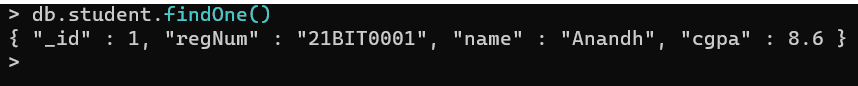 > db.student.findOne()
{ "_id" : 1, "regNum" : "21BIT0001", "name" : "Anandh", "cgpa" : 8.6 }
>